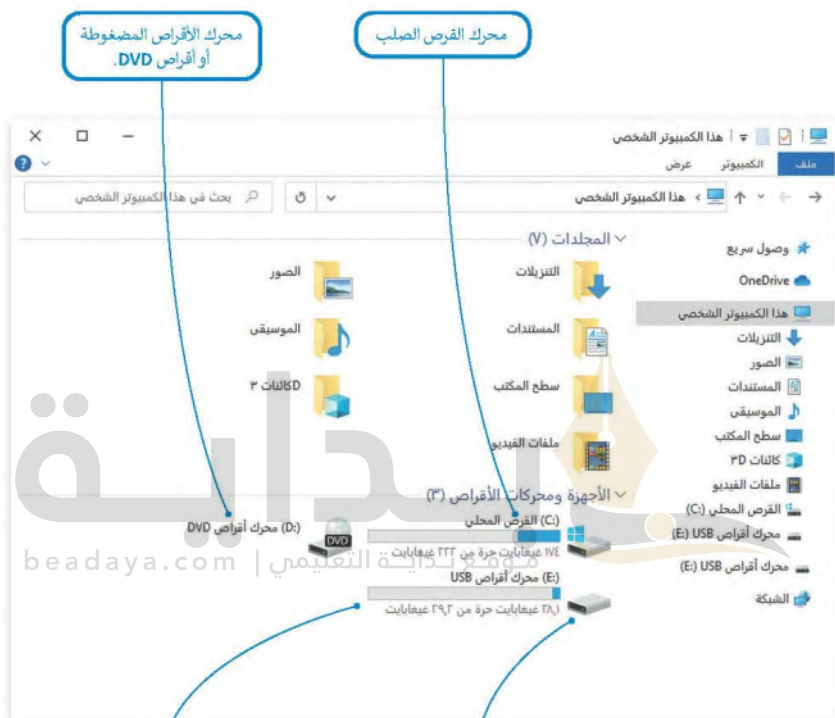 محرك القرص الصلب
محرك الأقراص المضغوطة
أو أقراص DVD.
هذا الكمبيوتر الشخصي
ملف
الكمبيوتر
عرض
هذا الكمبيوتر الشخصي
بحث في هذا الكمبيوتر الشخصي
وصول سريع
OneDrive
هذا الكمبيوتر الشخصي
التنزيلات
الصور
المستندات
الموسيقى
سطح المكتب
كائنات ٣D
ملفات الفيديو
القرص المحلي (C:)
محرك أقراص USB (E:)
محرك أقراص USB (E:)
الشبكة
المجلدات (٧)
التنزيلات
الصور
المستندات
الموسيقى
سطح المكتب
Dكائنات ٣
ملفات الفيديو
الأجهزة ومحركات الأقراص (٣)
(C:) القرص المحلي
١٧٤ غيغابايت حرة من ٢٢٢ غيغابايت
(D:) محرك أقراص DVD
DVD
(E:) محرك أقراص USB
٢٨,١ غيغابايت حرة من ٢٩,٢ غيغابايت
بداية
موقع بداية التعليمي | beadaya.com